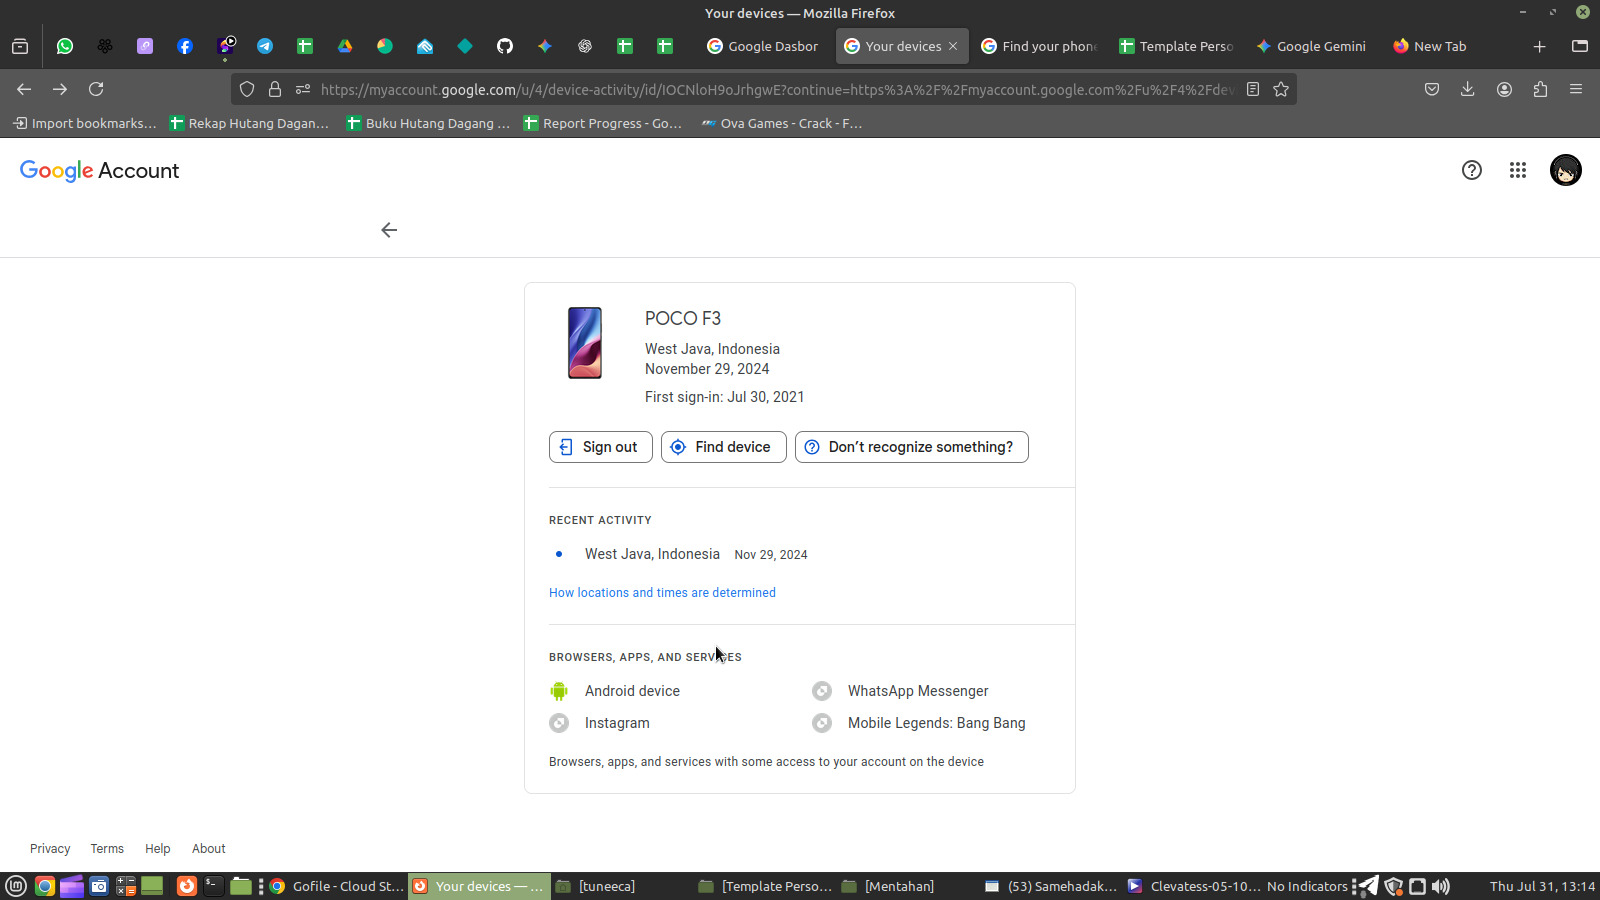 Your devices — Mozilla Firefox
Google Dasbor
Your devices
Find your phone
Template Perso
Google Gemini
New Tab
https://myaccount.google.com/u/4/device-activity/id/IOCNloH9oJrhgwE?continue=https%3A%2F%2Fmyaccount.google.com%2Fu%2F4%2Fdev
Import bookmarks…
Rekap Hutang Dagan…
Buku Hutang Dagang …
Report Progress - Go…
Ova Games - Crack - F…
Google Account
POCO F3
West Java, Indonesia
November 29, 2024
First sign-in: Jul 30, 2021
Sign out
Find device
Don’t recognize something?
RECENT ACTIVITY
West Java, Indonesia Nov 29, 2024
How locations and times are determined
BROWSERS, APPS, AND SERVICES
Android device
WhatsApp Messenger
Instagram
Mobile Legends: Bang Bang
Browsers, apps, and services with some access to your account on the device
Privacy Terms Help About
Gofile - Cloud St…
Your devices — …
[tuneeca]
[Template Perso…
[Mentahan]
(53) Samehadak…
Clevatess-05-10…
No Indicators
Thu Jul 31, 13:14